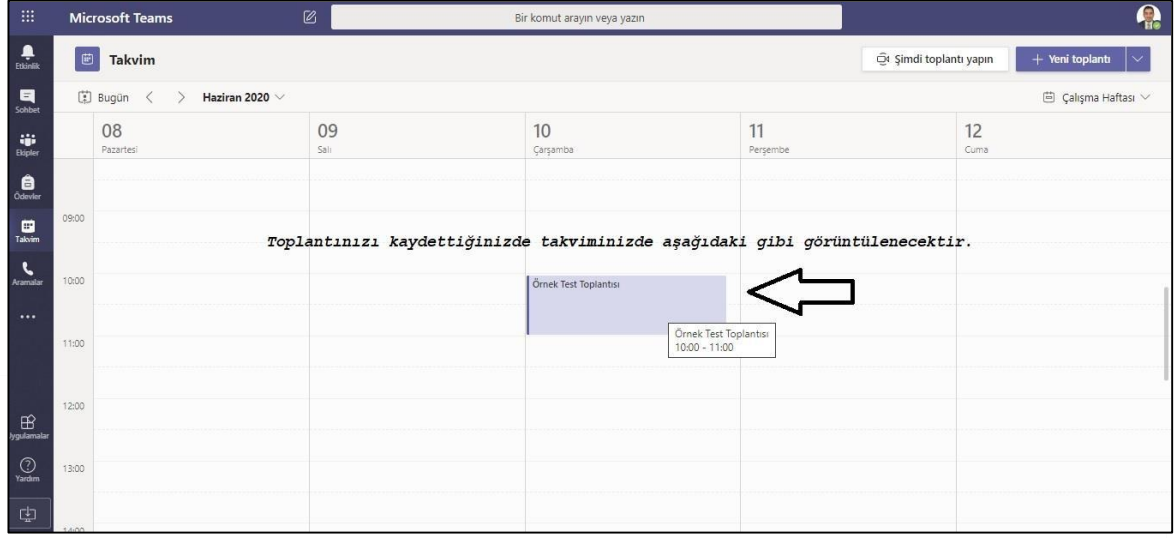 Microsoft Teams
Bir komut arayın veya yazın
Etkinlik
Sohbet
Ekipler
Ödevler
Takvim
Aramalar
Uygulamalar
Yardım
Takvim
Şimdi toplantı yapın
+ Yeni toplantı
Bugün
Haziran 2020
Çalışma Haftası
08
Pazartesi
09
Salı
10
Çarşamba
11
Perşembe
12
Cuma
09:00
Toplantınızı kaydettiğinizde takviminizde aşağıdaki gibi görüntülenecektir.
10:00
Örnek Test Toplantısı
Örnek Test Toplantısı
10:00 - 11:00
11:00
12:00
13:00
14:00